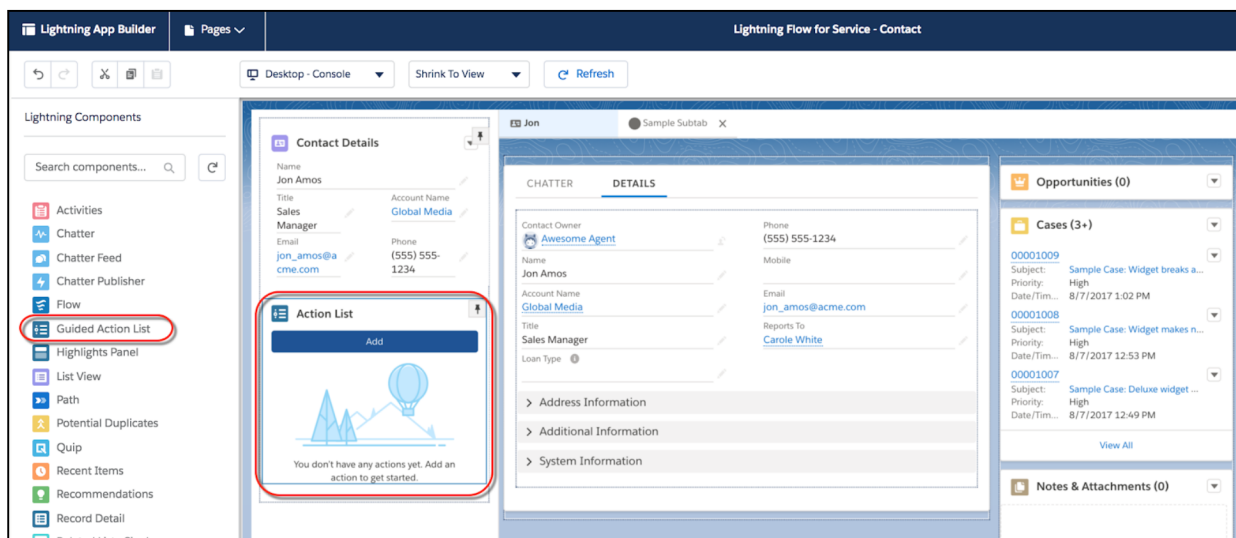 Lightning App Builder
Pages
Lightning Flow for Service - Contact
Desktop - Console
Shrink To View
Refresh
Lightning Components
Search components...
Activities
Chatter
Chatter Feed
Chatter Publisher
Flow
Guided Action List
Highlights Panel
List View
Path
Potential Duplicates
Quip
Recent Items
Recommendations
Record Detail
Contact Details
Name
Jon Amos
Title
Account Name
Sales
Manager
Global Media
Email
Phone
jon_amos@a
cme.com
(555) 555-
1234
Action List
Add
You don't have any actions yet. Add an
action to get started.
Jon
Sample Subtab
CHATTER
DETAILS
Contact Owner
Phone
Awesome Agent
(555) 555-1234
Name
Mobile
Jon Amos
Account Name
Email
Global Media
jon_amos@acme.com
Title
Reports To
Sales Manager
Carole White
Loan Type
Address Information
Additional Information
System Information
Opportunities (0)
Cases (3+)
00001009
Subject: Sample Case: Widget breaks a...
Priority: High
Date/Tim... 8/7/2017 1:02 PM
00001008
Subject: Sample Case: Widget makes n...
Priority: High
Date/Tim... 8/7/2017 12:53 PM
00001007
Subject: Sample Case: Deluxe widget ...
Priority: High
Date/Tim... 8/7/2017 12:49 PM
View All
Notes & Attachments (0)